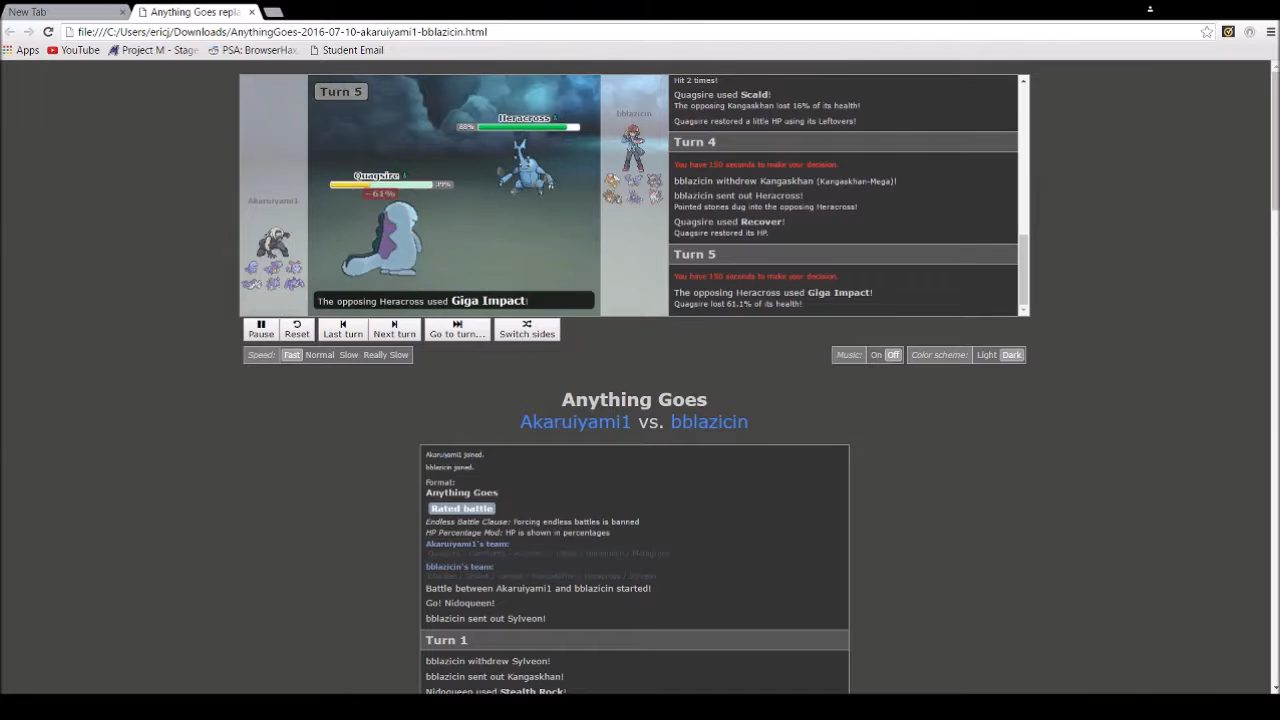 New Tab
Anything Goes repla
file:///C:/Users/ericj/Downloads/AnythingGoes-2016-07-10-akaruiyami1-bblazicin.html
Apps YouTube Project M - Stage PSA: BrowserHax Student Email
Turn 5
Heracross
88%
Quagsire
39%
−61%
Akaruiyami1
The opposing Heracross used Giga Impact!
bblazicin
Hit 2 times!
Quagsire used Scald!
The opposing Kangaskhan lost 16% of its health!
Quagsire restored a little HP using its Leftovers!
Turn 4
You have 150 seconds to make your decision.
bblazicin withdrew Kangaskhan (Kangaskhan-Mega)!
bblazicin sent out Heracross!
Pointed stones dug into the opposing Heracross!
Quagsire used Recover!
Quagsire restored its HP.
Turn 5
You have 150 seconds to make your decision.
The opposing Heracross used Giga Impact!
Quagsire lost 61.1% of its health!
Pause Reset Last turn Next turn Go to turn... Switch sides
Speed: Fast Normal Slow Really Slow
Music: On Off Color scheme: Light Dark
Anything Goes
Akaruiyami1 vs. bblazicin
Akaruiyami1 joined.
bblazicin joined.
Format:
Anything Goes
Rated battle
Endless Battle Clause: Forcing endless battles is banned
HP Percentage Mod: HP is shown in percentages
Akaruiyami1's team:
bblazicin's team:
Battle between Akaruiyami1 and bblazicin started!
Go! Nidoqueen!
bblazicin sent out Sylveon!
Turn 1
bblazicin withdrew Sylveon!
bblazicin sent out Kangaskhan!
Nidoqueen used Stealth Rock!